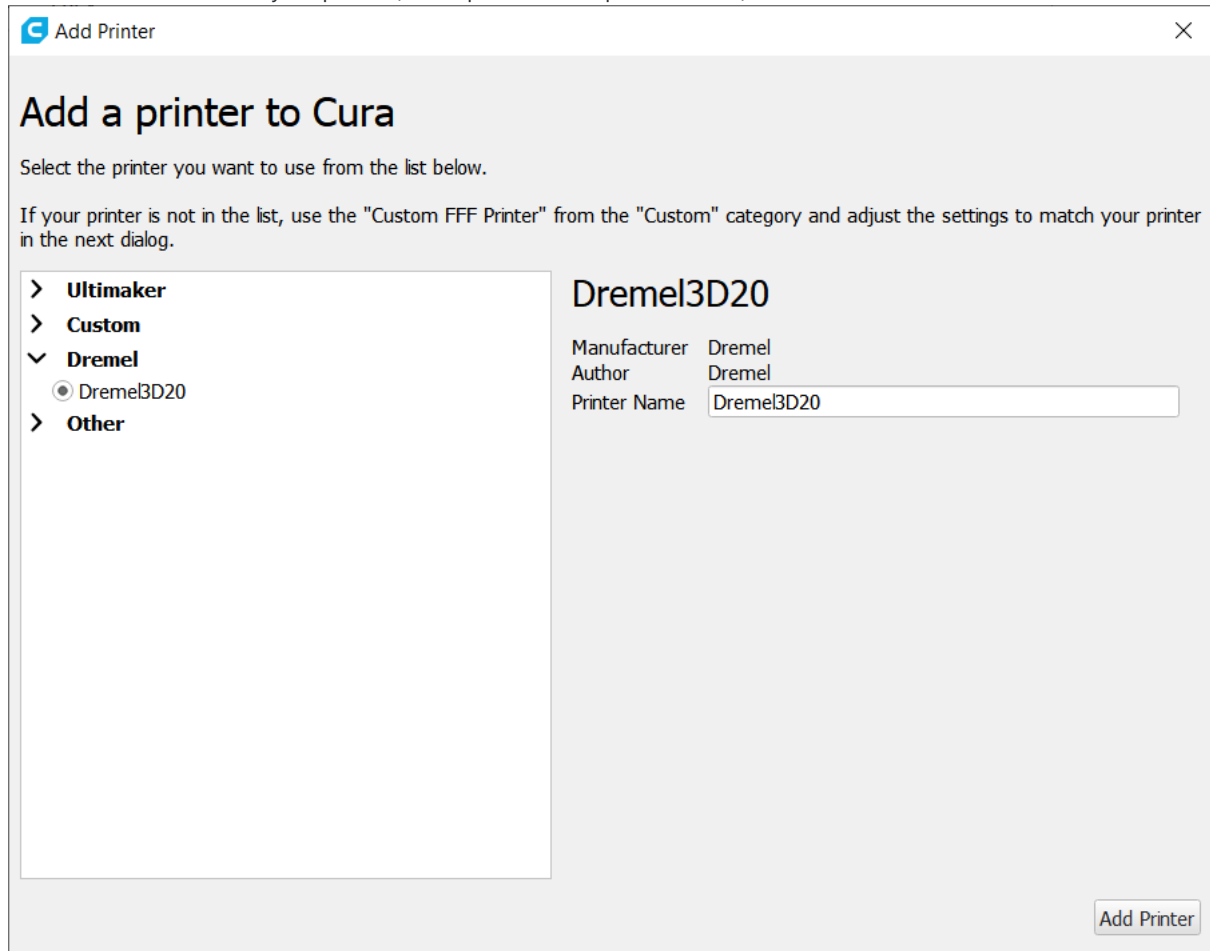 Add Printer
Add a printer to Cura
Select the printer you want to use from the list below.
If your printer is not in the list, use the "Custom FFF Printer" from the "Custom" category and adjust the settings to match your printer
in the next dialog.
Ultimaker
Custom
Dremel
Dremel3D20
Other
Dremel3D20
Manufacturer Dremel
Author Dremel
Printer Name Dremel3D20
Add Printer